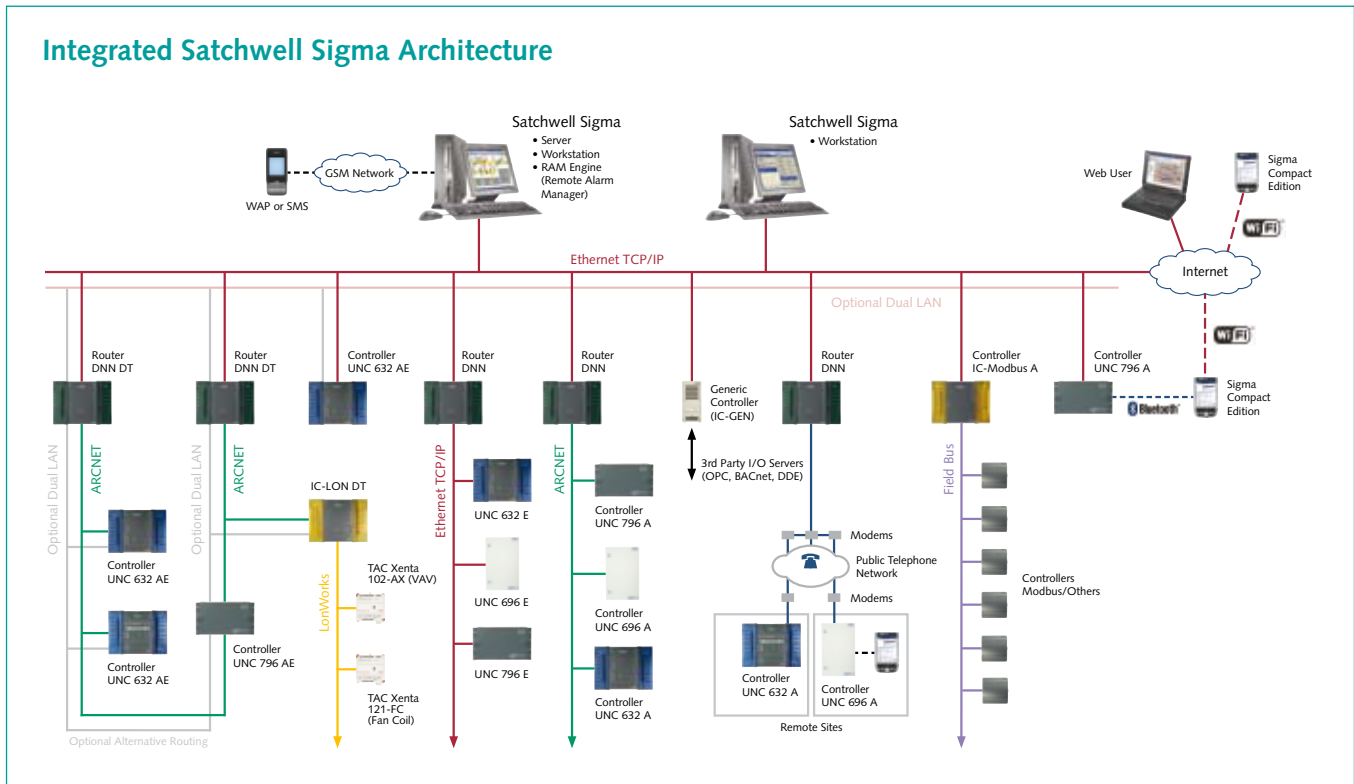 Integrated Satchwell Sigma Architecture
Satchwell Sigma
• Server
• Workstation
• RAM Engine
(Remote Alarm
Manager)
Satchwell Sigma
• Workstation
GSM Network
WAP or SMS
Web User
Sigma
Compact
Edition
WiFi
Internet
Ethernet TCP/IP
Optional Dual LAN
WiFi
Router
DNN DT
Router
DNN DT
Controller
UNC 632 AE
Router
DNN
Router
DNN
Generic
Controller
(IC-GEN)
Router
DNN
Controller
IC-Modbus A
Controller
UNC 796 A
Bluetooth
Sigma
Compact
Edition
Optional Dual LAN
ARCNET
Optional Dual LAN
ARCNET
IC-LON DT
Ethernet TCP/IP
ARCNET
3rd Party I/O Servers
(OPC, BACnet, DDE)
Field Bus
UNC 632 E
Controller
UNC 796 A
Controller
UNC 632 AE
LonWorks
TAC Xenta
102-AX (VAV)
UNC 696 E
Controller
UNC 696 A
Modems
Public Telephone
Network
Modems
Controllers
Modbus/Others
Controller
UNC 632 AE
Controller
UNC 796 AE
TAC Xenta
121-FC
(Fan Coil)
UNC 796 E
Controller
UNC 632 A
Controller
UNC 632 A
Controller
UNC 696 A
Remote Sites
Optional Alternative Routing